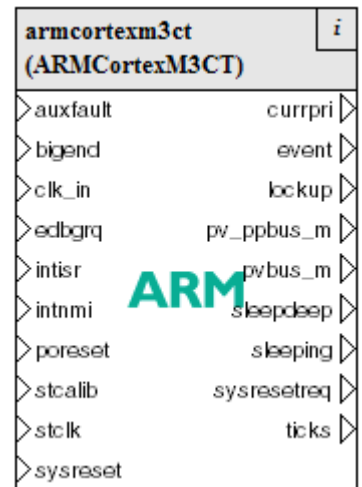 armcortexm3ct
i
(ARMCortexM3CT)
auxfault currpri
bigend event
clk_in lockup
edbgrq pv_ppbus_m
intisr pvbus_m
ARM
intnmi sleepdeep
poreset sleeping
stcalib sysresetreq
stclk ticks
sysreset